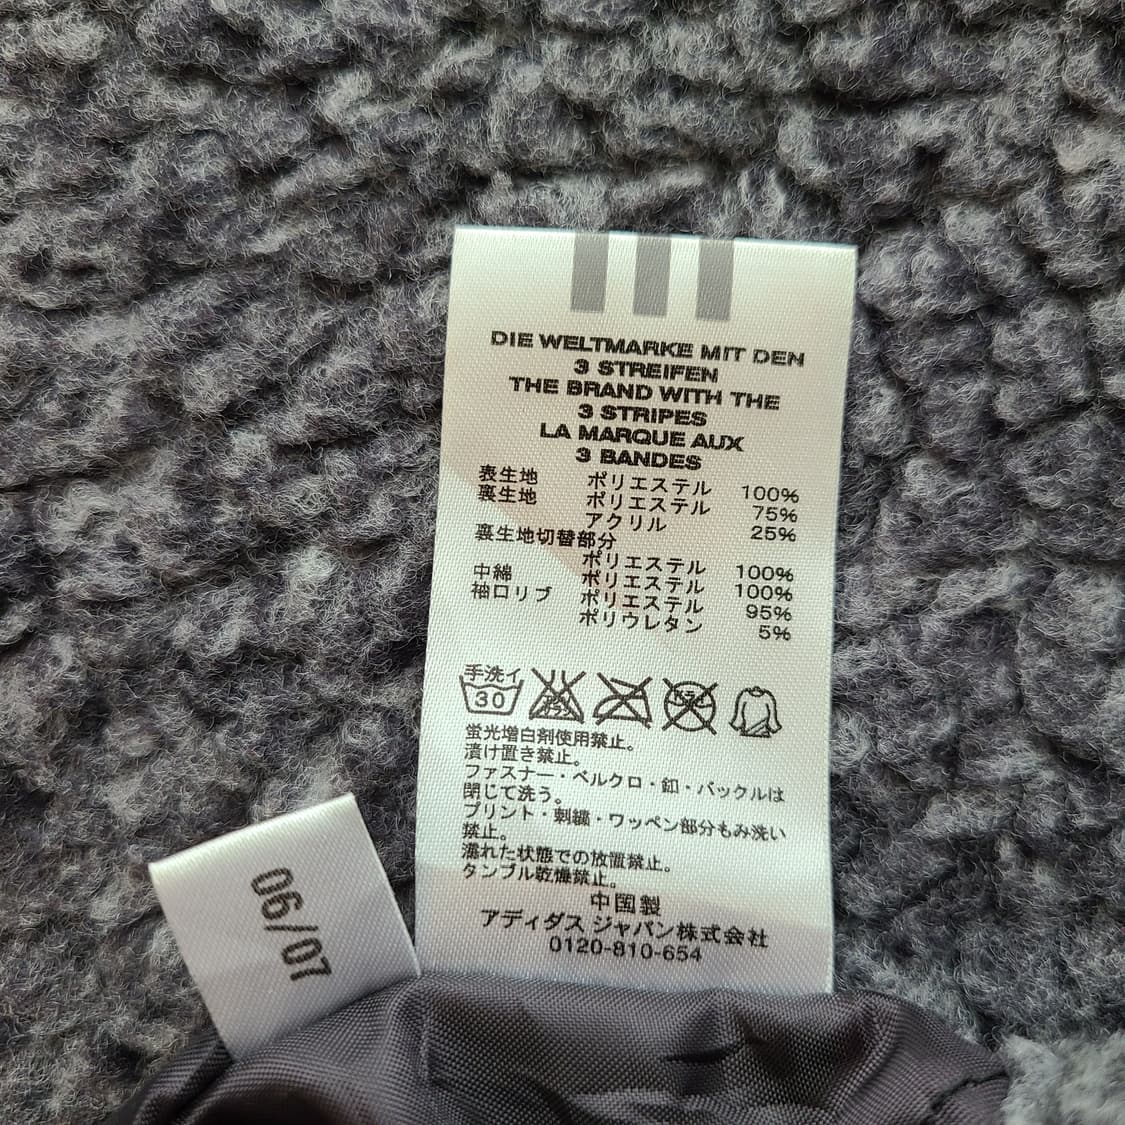 DIE WELTMARKE MIT DEN
3 STREIFEN
THE BRAND WITH THE
3 STRIPES
LA MARQUE AUX
3 BANDES
表生地 ポリエステル 100%
裏生地 ポリエステル 75%
アクリル 25%
裏生地切替部分
ポリエステル 100%
中綿 ポリエステル 100%
袖口リブ ポリエステル 95%
ポリウレタン 5%
手洗イ
30
蛍光増白剤使用禁止。
漬け置き禁止。
ファスナー・ベルクロ・釦・バックルは
閉じて洗う。
プリント・刺繍・ワッペン部分もみ洗い
禁止。
濡れた状態での放置禁止。
タンブル乾燥禁止。
中国製
アディダス ジャパン株式会社
0120-810-654
06/07